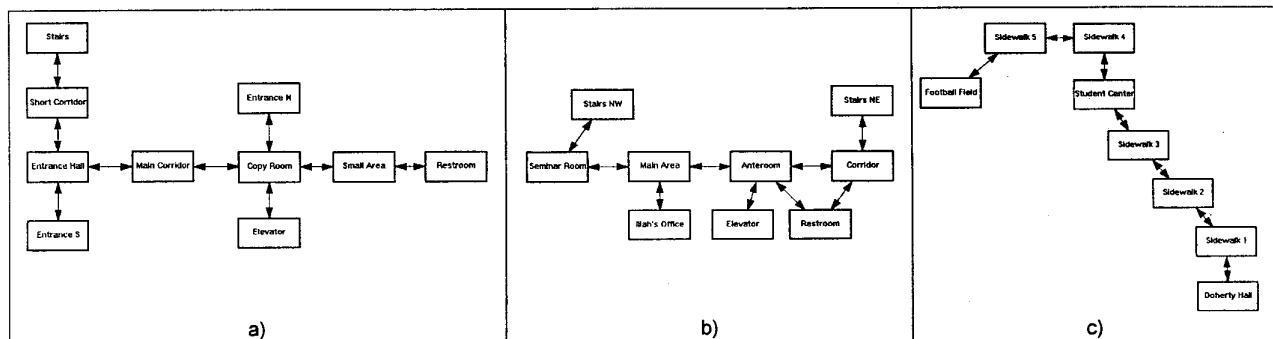 Stairs
Short Corridor
Entrance N
Entrance Hall
Main Corridor
Copy Room
Small Area
Restroom
Entrance S
Elevator
a)
Stairs NW
Stairs NE
Seminar Room
Main Area
Anteroom
Corridor
Illah's Office
Elevator
Restroom
b)
Sidewalk 5
Sidewalk 4
Football Field
Student Center
Sidewalk 3
Sidewalk 2
Sidewalk 1
Doherty Hall
c)